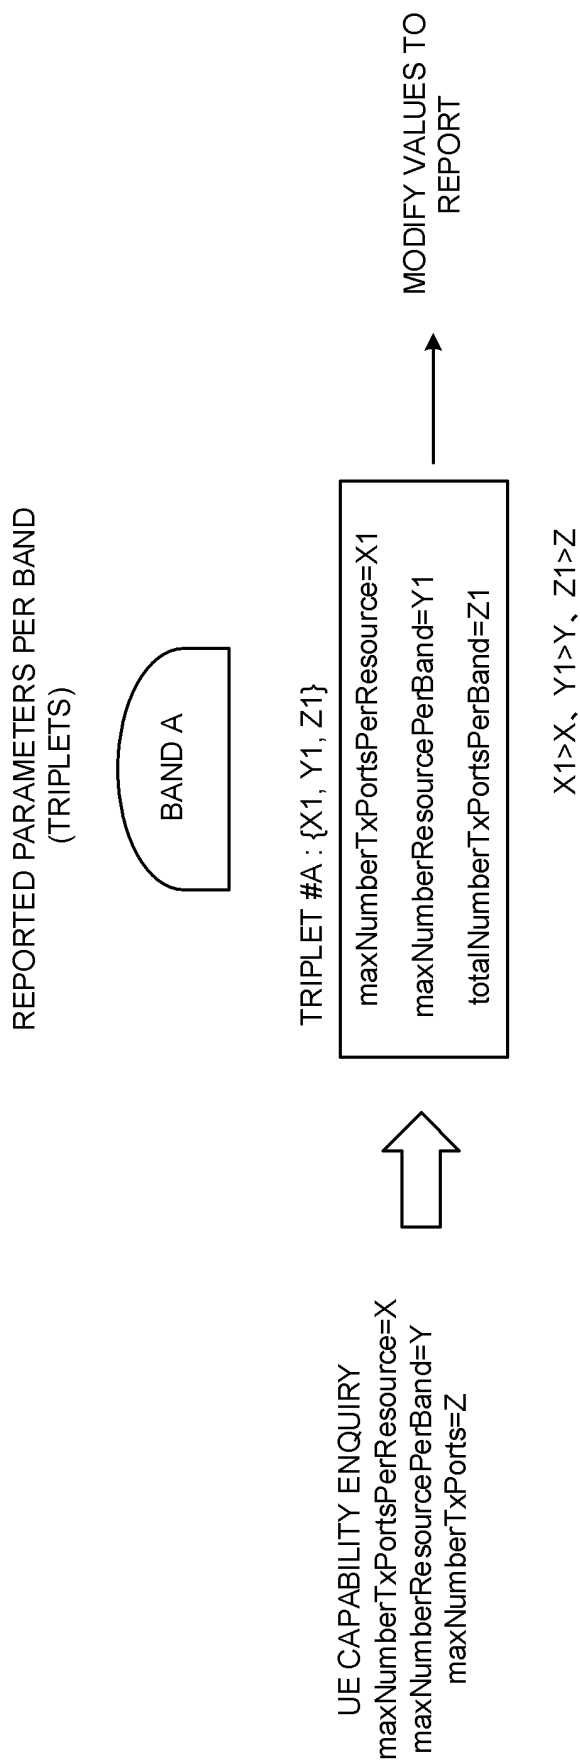 REPORTED PARAMETERS PER BAND
(TRIPLETS)
BAND A
UE CAPABILITY ENQUIRY
maxNumberTxPortsPerResource=X
maxNumberResourcePerBand=Y
maxNumberTxPorts=Z
TRIPLET #A : {X1, Y1, Z1}
maxNumberTxPortsPerResource=X1
maxNumberResourcePerBand=Y1
totalNumberTxPortsPerBand=Z1
X1>X、Y1>Y、Z1>Z
MODIFY VALUES TO
REPORT